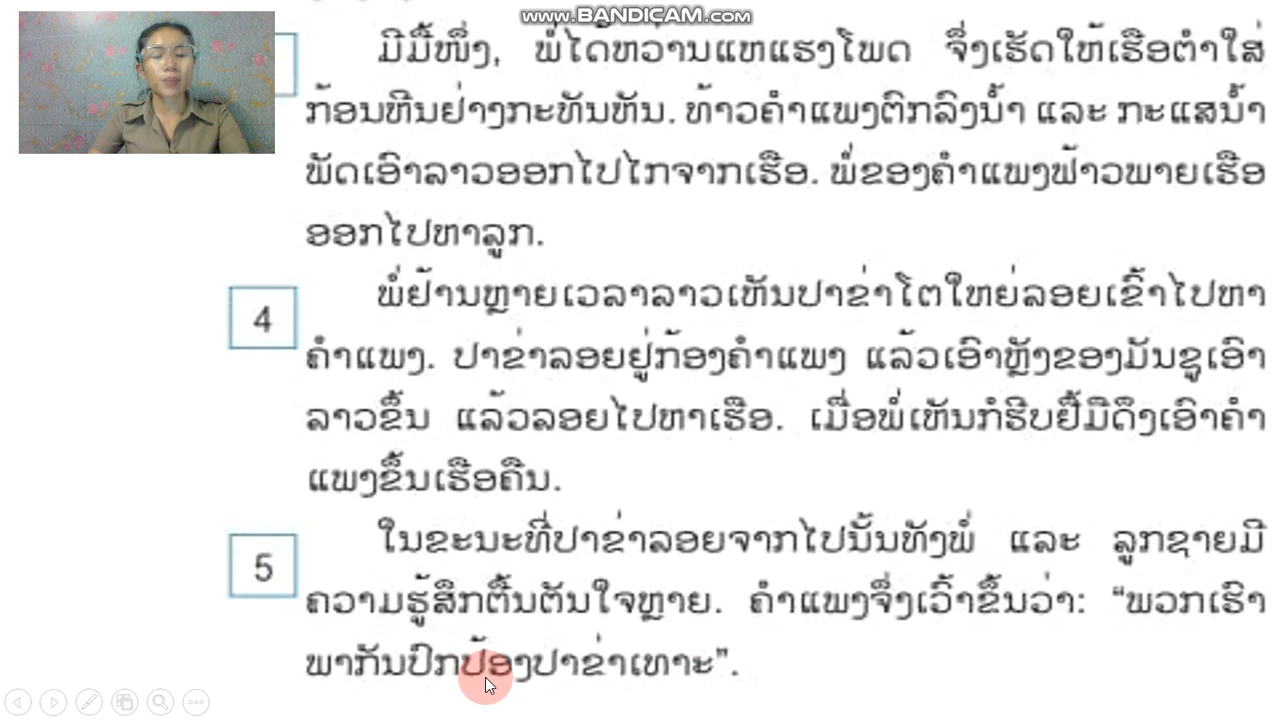 www.BANDICAM.com
ມີມື້ໜຶ່ງ, ພໍ່ໄດ້ຫວ່ານແຫແຮງໂພດ ຈຶ່ງເຮັດໃຫ້ເຮືອຕໍາໃສ່
ກ້ອນຫີນຢ່າງກະທັນຫັນ. ທ້າວຄໍາແພງຕົກລົງນໍ້າ ແລະ ກະແສນໍ້າ
ພັດເອົາລາວອອກໄປໄກຈາກເຮືອ. ພໍ່ຂອງຄໍາແພງຟ້າວພາຍເຮືອ
ອອກໄປຫາລູກ.
4
ພໍ່ຢ້ານຫຼາຍເວລາລາວເຫັນປາຂ່າໂຕໃຫຍ່ລອຍເຂົ້າໄປຫາ
ຄໍາແພງ. ປາຂ່າລອຍຢູ່ກ້ອງຄໍາແພງ ແລ້ວເອົາຫຼັງຂອງມັນຊູເອົາ
ລາວຂຶ້ນ ແລ້ວລອຍໄປຫາເຮືອ. ເມື່ອພໍ່ເຫັນກໍຮີບຢື້ມືດຶງເອົາຄໍາ
ແພງຂຶ້ນເຮືອຄືນ.
5
ໃນຂະນະທີ່ປາຂ່າລອຍຈາກໄປນັ້ນທັງພໍ່ ແລະ ລູກຊາຍມີ
ຄວາມຮູ້ສຶກຕື້ນຕັນໃຈຫຼາຍ. ຄໍາແພງຈຶ່ງເວົ້າຂຶ້ນວ່າ: “ພວກເຮົາ
ພາກັນປົກປ້ອງປາຂ່າເທາະ”.